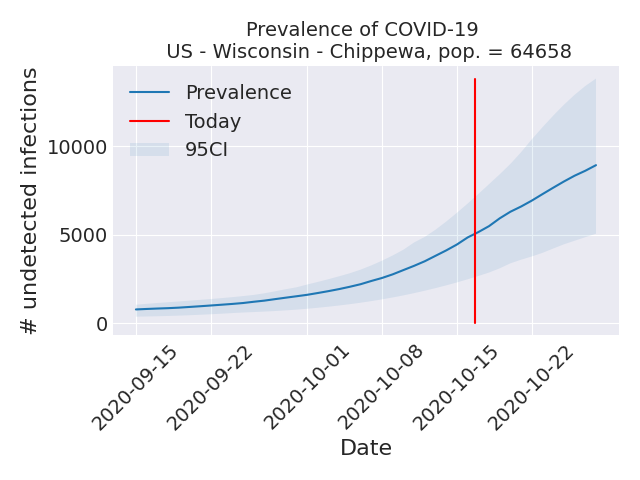 Prevalence of COVID-19
US - Wisconsin - Chippewa, pop. = 64658
Prevalence
Today
95CI
# undetected infections
10000
5000
0
2020-09-15
2020-09-22
2020-10-01
2020-10-08
2020-10-15
2020-10-22
Date